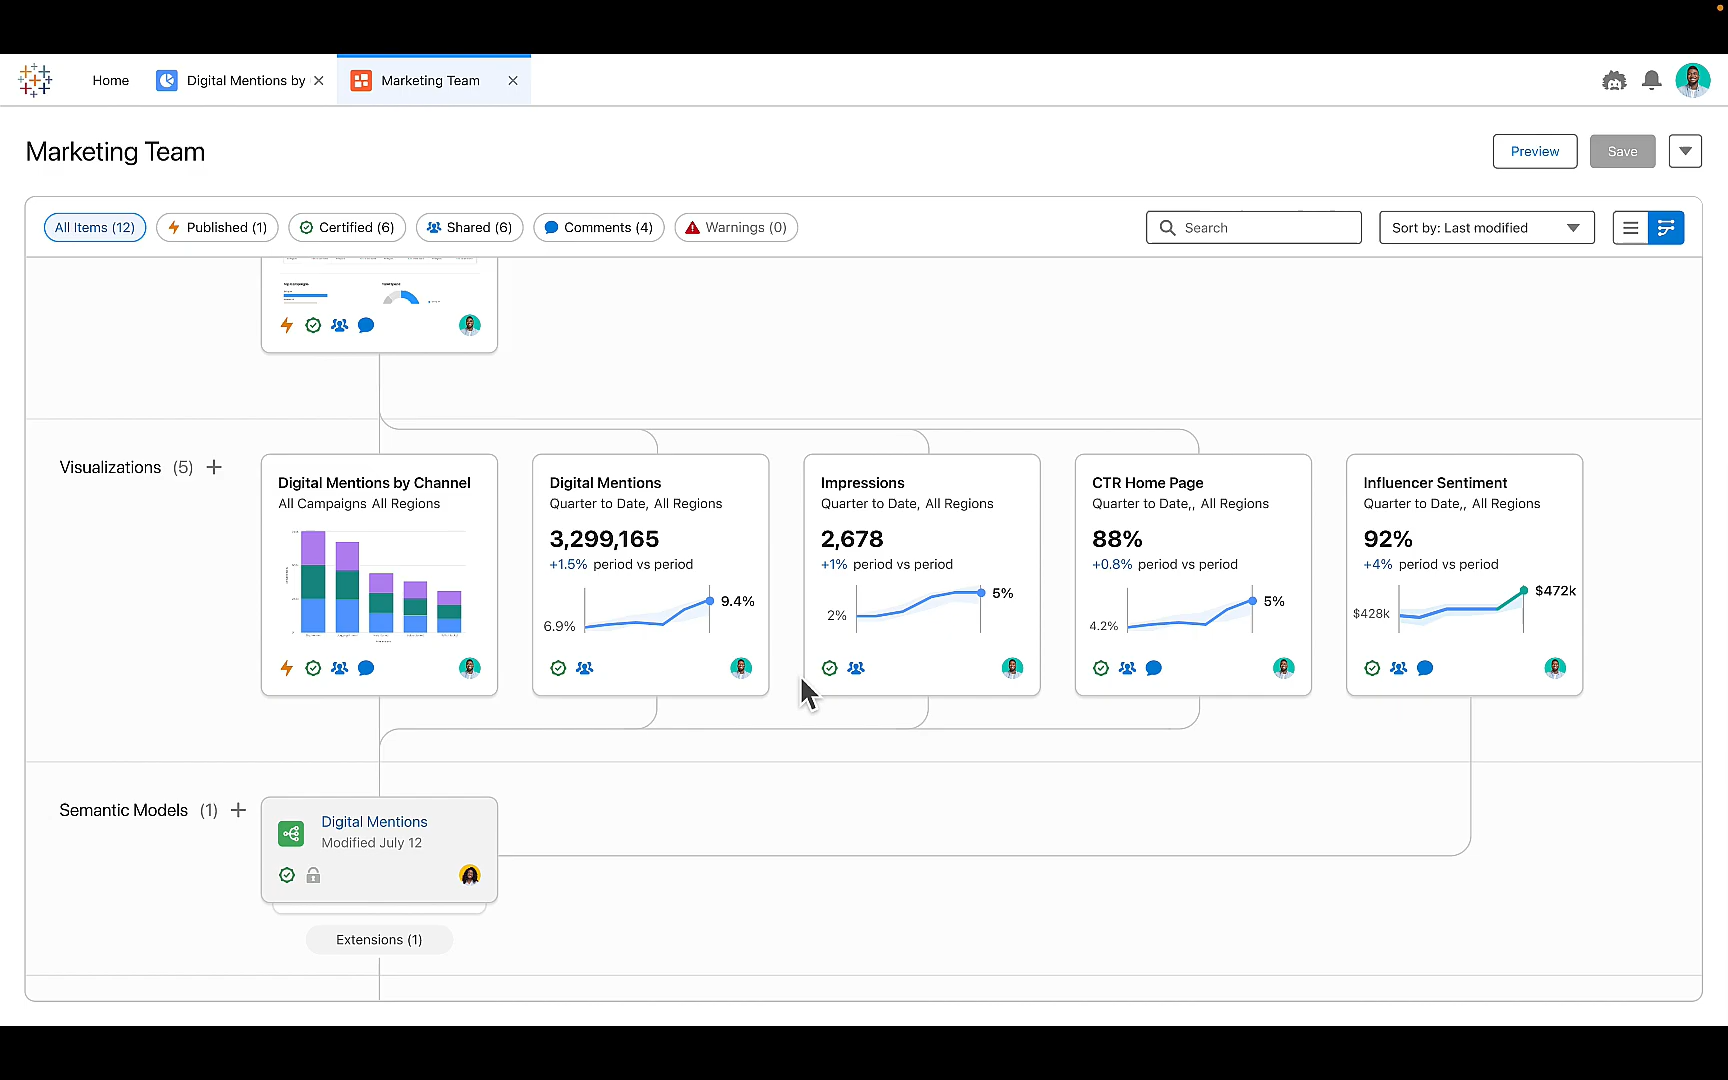 Home
Digital Mentions by
Marketing Team
Marketing Team
Preview
Save
All Items (12)
Published (1)
Certified (6)
Shared (6)
Comments (4)
Warnings (0)
Search
Sort by: Last modified
Visualizations (5)
Digital Mentions by Channel
All Campaigns All Regions
Digital Mentions
Quarter to Date, All Regions
3,299,165
+1.5% period vs period
6.9%
9.4%
Impressions
Quarter to Date, All Regions
2,678
+1% period vs period
2%
5%
CTR Home Page
Quarter to Date,, All Regions
88%
+0.8% period vs period
4.2%
5%
Influencer Sentiment
Quarter to Date,, All Regions
92%
+4% period vs period
$428k
$472k
Semantic Models (1)
Digital Mentions
Modified July 12
Extensions (1)